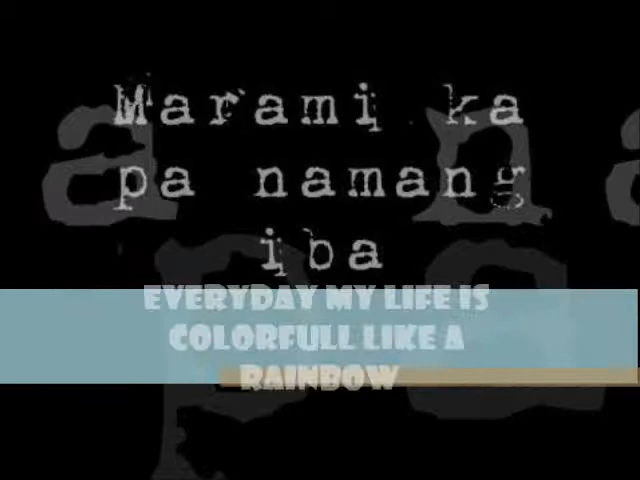 Marami ka
pa namang
iba
EVERYDAY MY LIFE IS
COLORFULL LIKE A
RAINBOW